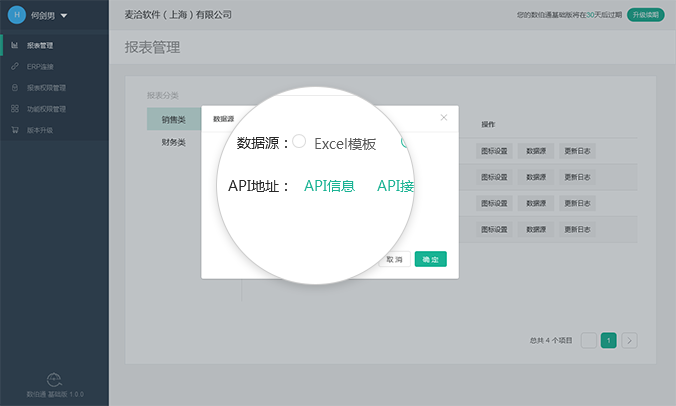 H 何剑男
麦洽软件（上海）有限公司
您的数伯通基础版将在30天后过期 升级续期
报表管理
ERP连接
报表权限管理
功能权限管理
版本升级
报表管理
报表分类
销售类
财务类
数据源
数据源： Excel模板
API地址： API信息 API接
取 消 确 定
操作
图标设置 数据源 更新日志
图标设置 数据源 更新日志
图标设置 数据源 更新日志
图标设置 数据源 更新日志
总共 4 个项目 1
数伯通 基础版 1.0.0